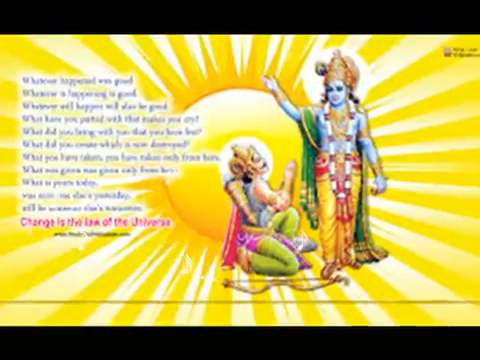 Whatever happened was good
Whatever is happening is good.
Whatever will happen will also be good
What have you parted with that makes you cry?
What did you bring with you that you have lost?
What did you create which is now destroyed?
What you have taken, you have taken only from here,
What was given was given only from here
What is yours today,
was else's yesterday,
will be someone else's tomorrow.
Change is the law of the Universe